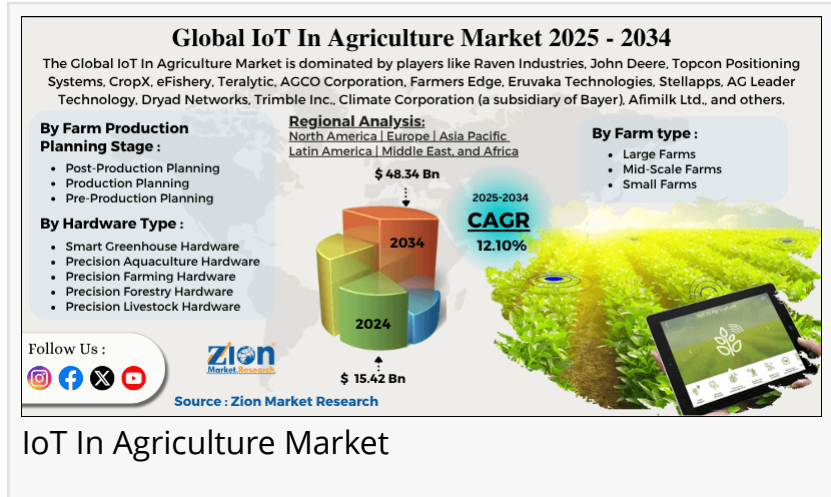 Global IoT In Agriculture Market 2025 - 2034
The Global IoT In Agriculture Market is dominated by players like Raven Industries, John Deere, Topcon Positioning
Systems, CropX, eFishery, Teralytic, AGCO Corporation, Farmers Edge, Eruvaka Technologies, Stellapps, AG Leader
Technology, Dryad Networks, Trimble Inc., Climate Corporation (a subsidiary of Bayer), Afimilk Ltd., and others.
By Farm Production
Planning Stage :
• Post-Production Planning
• Production Planning
• Pre-Production Planning
By Hardware Type :
• Smart Greenhouse Hardware
• Precision Aquaculture Hardware
• Precision Farming Hardware
• Precision Forestry Hardware
• Precision Livestock Hardware
Regional Analysis:
North America | Europe | Asia Pacific
Latin America | Middle East, and Africa
$ 48.34 Bn
2034
2024
$ 15.42 Bn
2025-2034
CAGR
12.10%
By Farm type :
• Large Farms
• Mid-Scale Farms
• Small Farms
Follow Us :
Zion
Market.Research
Source : Zion Market Research
IoT In Agriculture Market